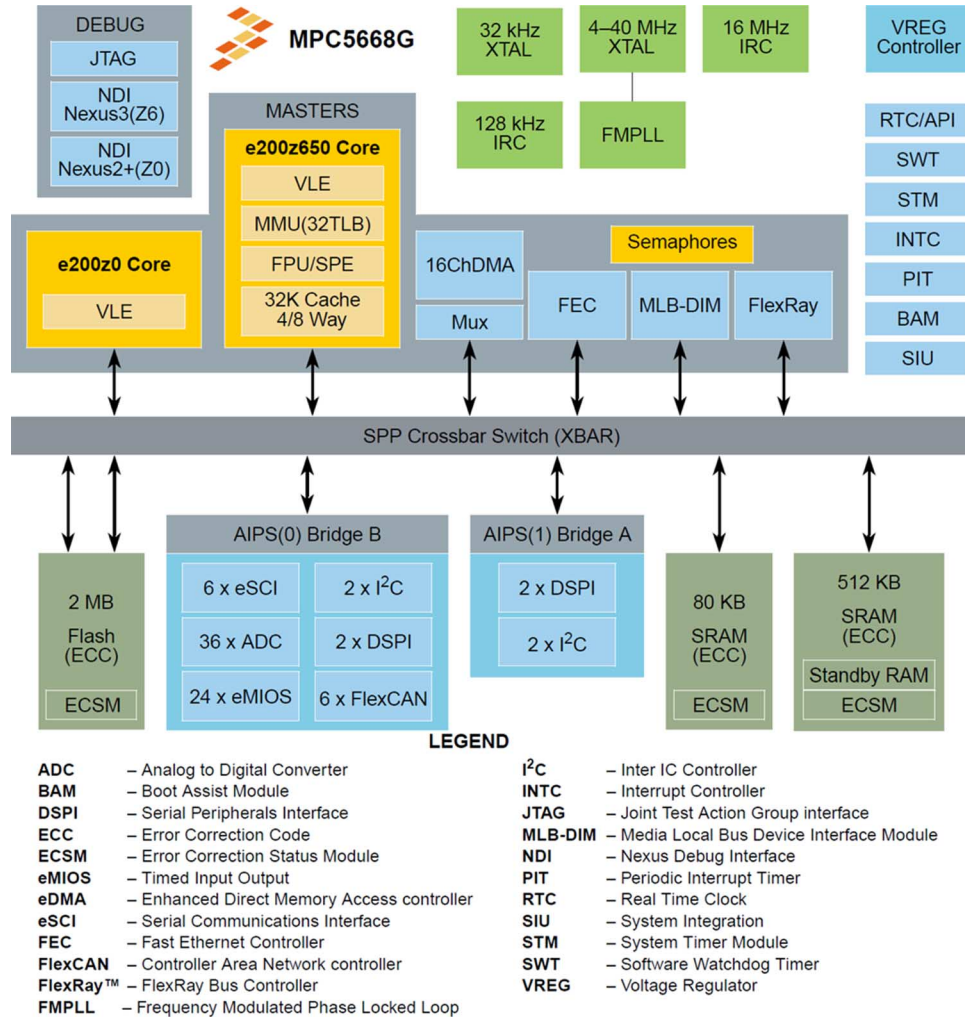 DEBUG
JTAG
NDI
Nexus3(Z6)
NDI
Nexus2+(Z0)
MPC5668G
32 kHz
XTAL
4–40 MHz
XTAL
16 MHz
IRC
128 kHz
IRC
FMPLL
VREG
Controller
RTC/API
SWT
STM
INTC
PIT
BAM
SIU
MASTERS
e200z650 Core
VLE
MMU(32TLB)
FPU/SPE
32K Cache
4/8 Way
e200z0 Core
VLE
16ChDMA
Mux
Semaphores
FEC
MLB-DIM
FlexRay
SPP Crossbar Switch (XBAR)
2 MB
Flash
(ECC)
ECSM
AIPS(0) Bridge B
6 x eSCI
2 x I²C
36 x ADC
2 x DSPI
24 x eMIOS
6 x FlexCAN
AIPS(1) Bridge A
2 x DSPI
2 x I²C
80 KB
SRAM
(ECC)
ECSM
512 KB
SRAM
(ECC)
Standby RAM
ECSM
LEGEND
ADC – Analog to Digital Converter
BAM – Boot Assist Module
DSPI – Serial Peripherals Interface
ECC – Error Correction Code
ECSM – Error Correction Status Module
eMIOS – Timed Input Output
eDMA – Enhanced Direct Memory Access controller
eSCI – Serial Communications Interface
FEC – Fast Ethernet Controller
FlexCAN – Controller Area Network controller
FlexRay™ – FlexRay Bus Controller
FMPLL – Frequency Modulated Phase Locked Loop
I²C – Inter IC Controller
INTC – Interrupt Controller
JTAG – Joint Test Action Group interface
MLB-DIM – Media Local Bus Device Interface Module
NDI – Nexus Debug Interface
PIT – Periodic Interrupt Timer
RTC – Real Time Clock
SIU – System Integration
STM – System Timer Module
SWT – Software Watchdog Timer
VREG – Voltage Regulator